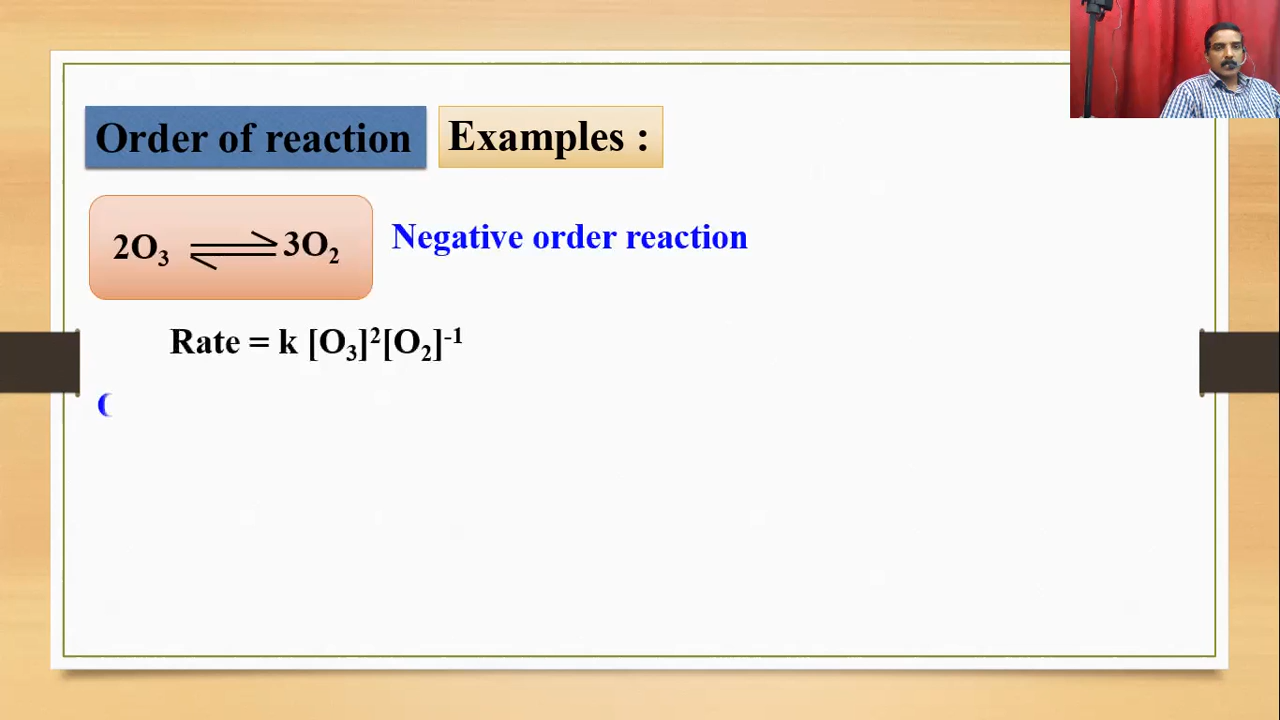 Order of reaction Examples :
2O₃ ⇌ 3O₂ Negative order reaction
Rate = k [O₃]²[O₂]⁻¹